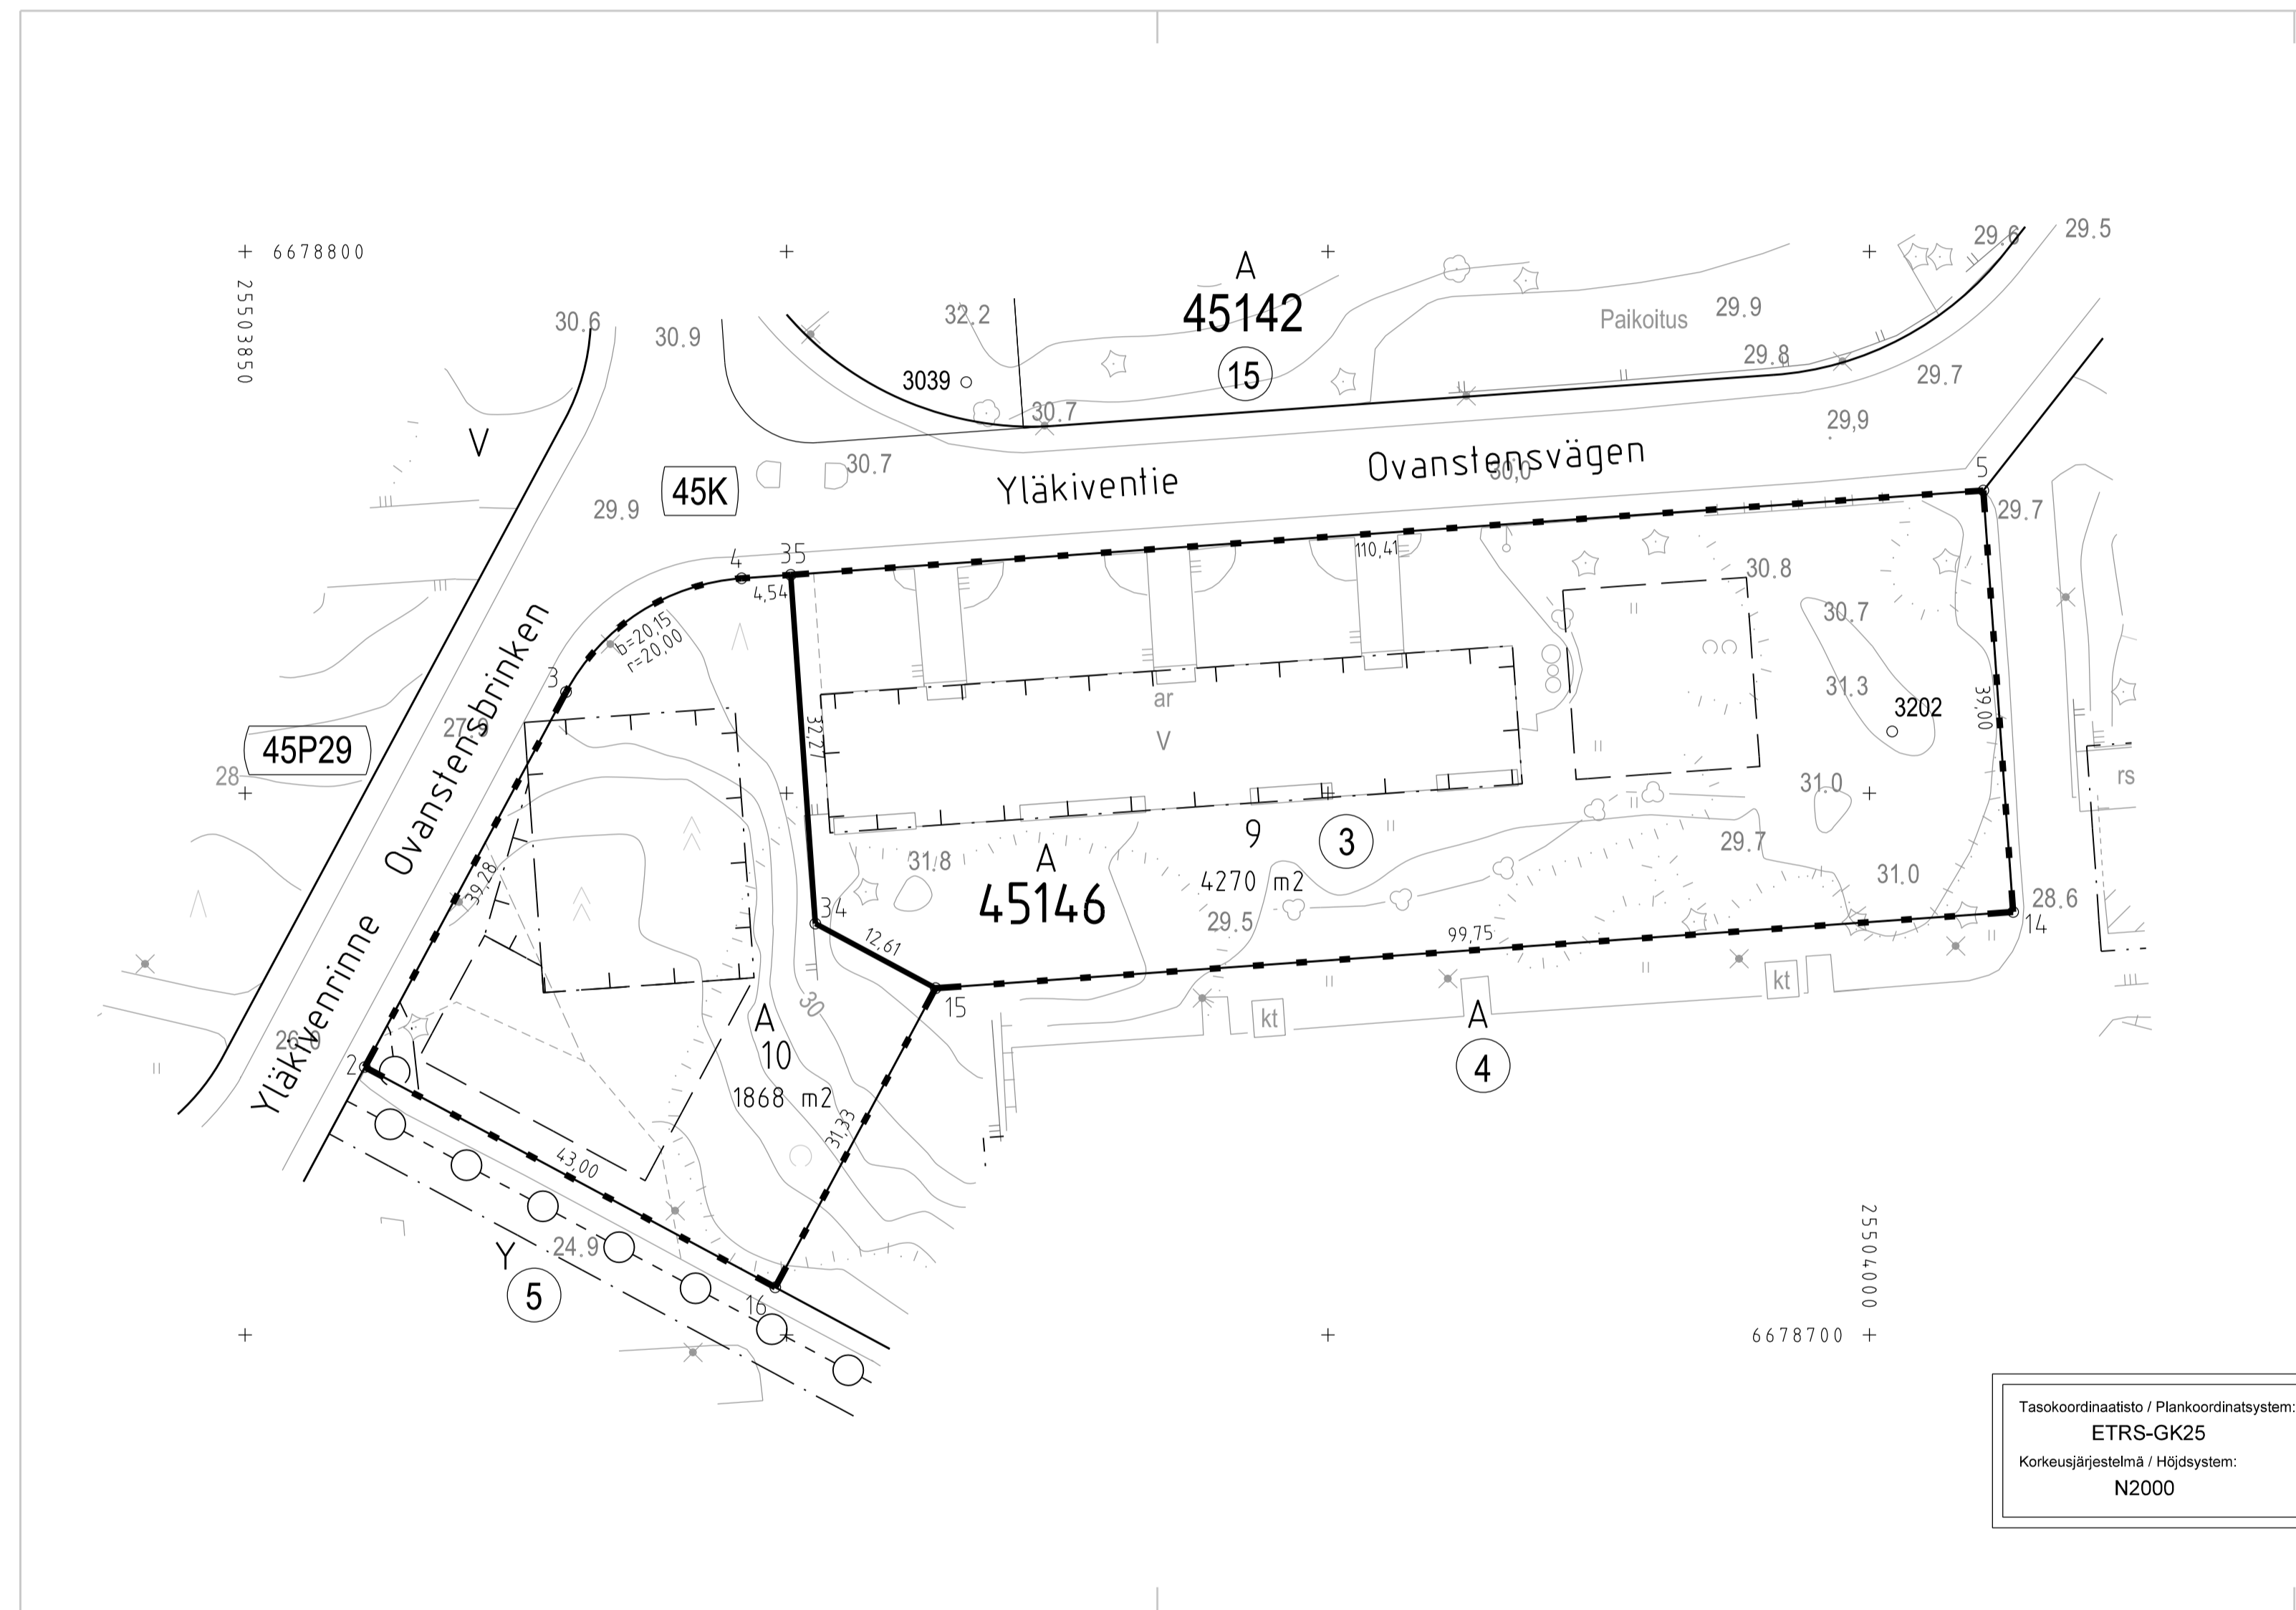 29.6
29.5
6678800
25503850
A
45142
15
32.2
30.6
30.9
Paikoitus
29.9
29.8
29.7
3039
30.7
29,9
V
30.7
45K
Yläkiventie
Ovanstensvägen
30,0
29.9
5
29.7
4
35
4,54
110,41
30.8
b=20,15
r=20,00
30.7
3
31.3
3202
39,00
ar
V
32,27
45P29
28
Yläkivenrinne
Ovanstensbrinken
rs
31.0
9
3
29.7
31.8
A
45146
4270 m2
31.0
39,28
34
12,61
29.5
99,75
28.6
14
15
30
kt
kt
A
10
1868 m2
A
4
2
31,33
43,00
Y
24.9
5
16
25504000
6678700
Tasokoordinaatisto / Plankoordinatsystem:
ETRS-GK25
Korkeusjärjestelmä / Höjdsystem:
N2000